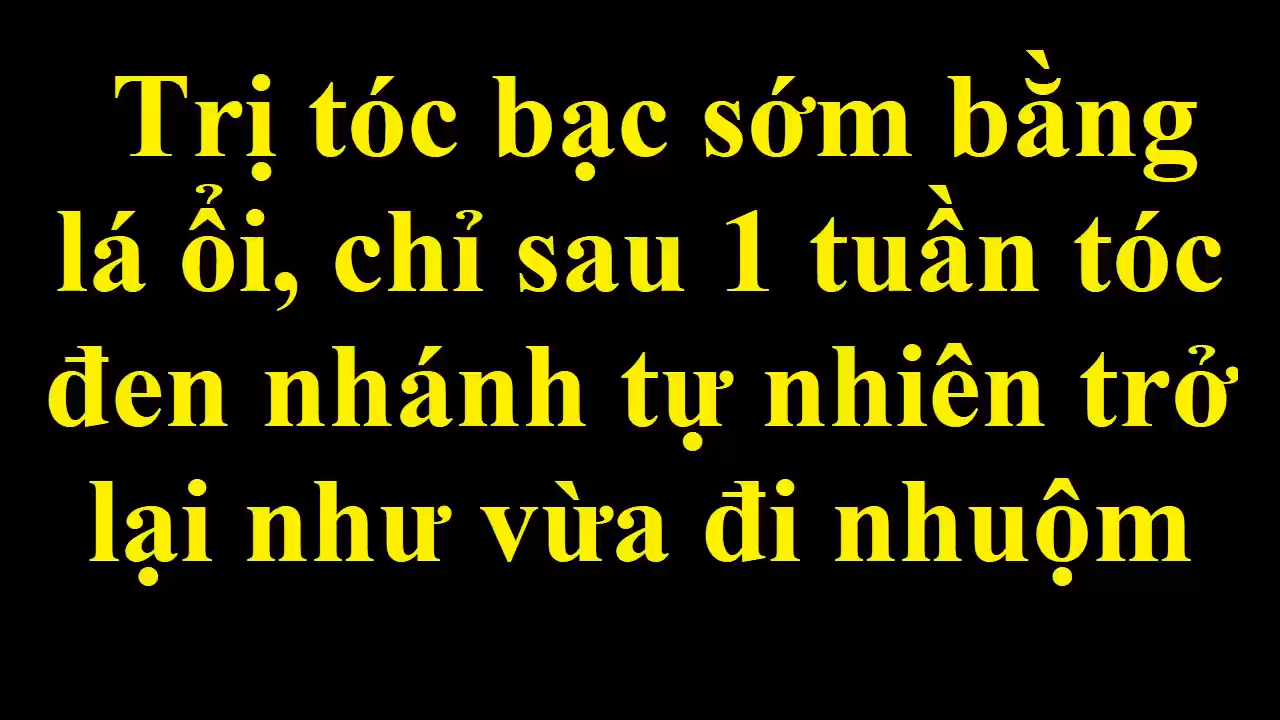 Trị tóc bạc sớm bằng
lá ổi, chỉ sau 1 tuần tóc
đen nhánh tự nhiên trở
lại như vừa đi nhuộm